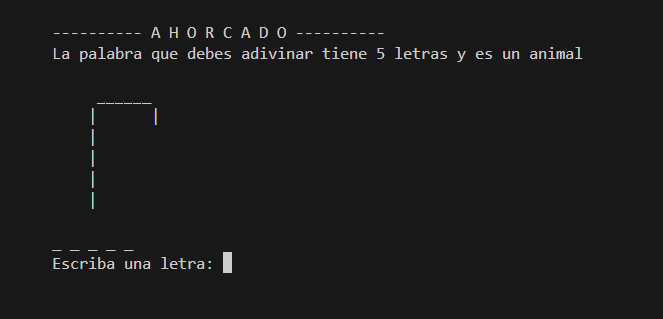 ---------- A H O R C A D O ----------
La palabra que debes adivinar tiene 5 letras y es un animal
______
|      |
|
|
|
|
_ _ _ _ _
Escriba una letra: